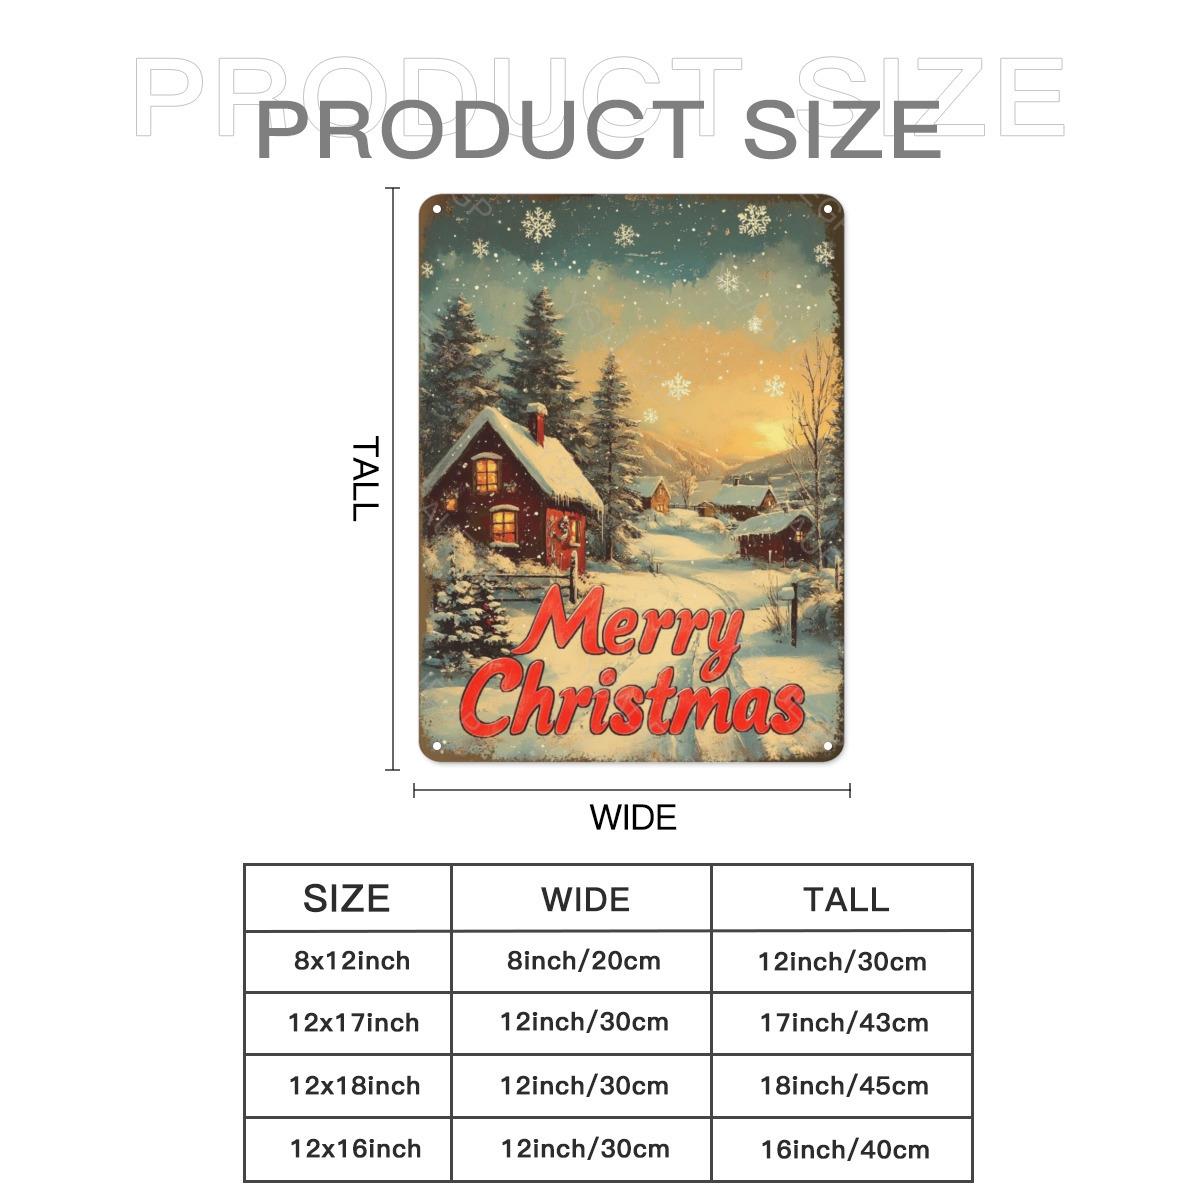 PRODUCT SIZE
PRODUCT SIZE
TALL
Merry
Christmas
WIDE
SIZE WIDE TALL
8x12inch 8inch/20cm 12inch/30cm
12x17inch 12inch/30cm 17inch/43cm
12x18inch 12inch/30cm 18inch/45cm
12x16inch 12inch/30cm 16inch/40cm